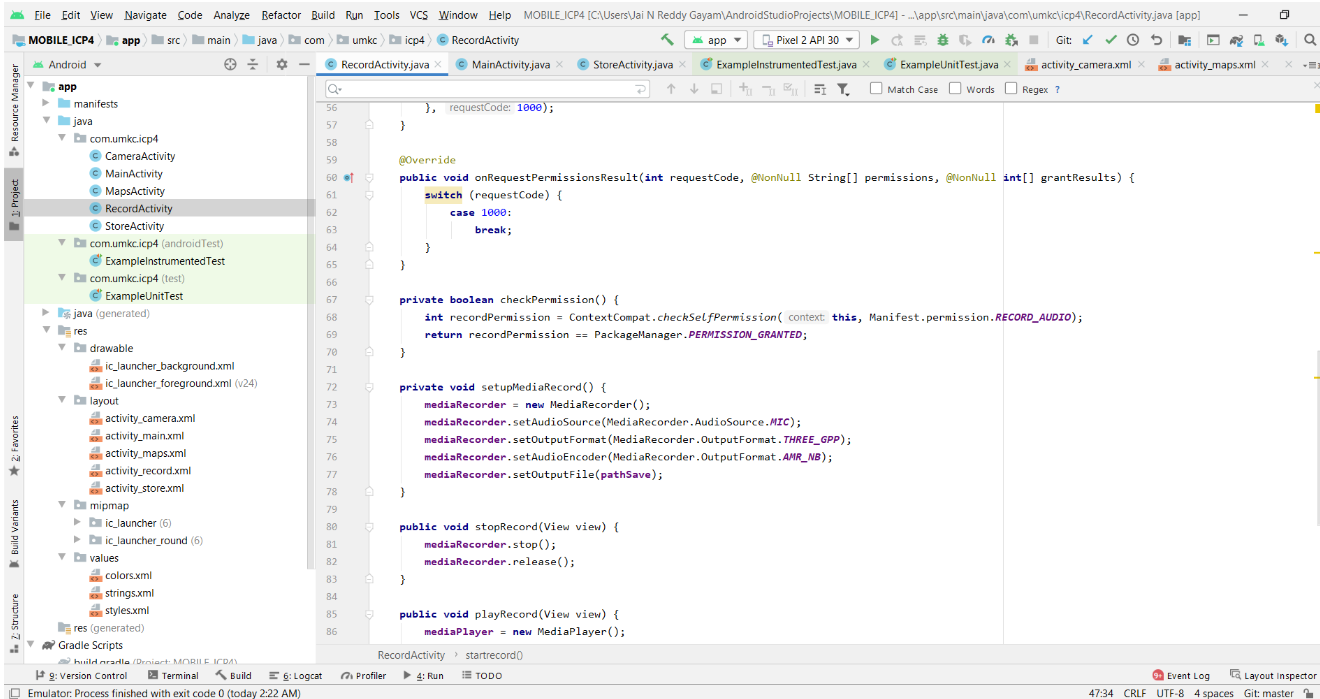 File Edit View Navigate Code Analyze Refactor Build Run Tools VCS Window Help MOBILE_ICP4 [C:\Users\Jai N Reddy Gayam\AndroidStudioProjects\MOBILE_ICP4] - ...\app\src\main\java\com\umkc\icp4\RecordActivity.java [app]
MOBILE_ICP4 app src main java com umkc icp4 RecordActivity app Pixel 2 API 30 Git:
Android RecordActivity.java MainActivity.java StoreActivity.java ExampleInstrumentedTest.java ExampleUnitTest.java activity_camera.xml activity_maps.xml
Match Case Words Regex ?
Resource Manager
1: Project
2: Favorites
Build Variants
7: Structure
app
manifests
java
com.umkc.icp4
CameraActivity
MainActivity
MapsActivity
RecordActivity
StoreActivity
com.umkc.icp4 (androidTest)
ExampleInstrumentedTest
com.umkc.icp4 (test)
ExampleUnitTest
java (generated)
res
drawable
ic_launcher_background.xml
ic_launcher_foreground.xml (v24)
layout
activity_camera.xml
activity_main.xml
activity_maps.xml
activity_record.xml
activity_store.xml
mipmap
ic_launcher (6)
ic_launcher_round (6)
values
colors.xml
strings.xml
styles.xml
res (generated)
Gradle Scripts
build.gradle (Project: MOBILE_ICP4)
56 }, requestCode: 1000);
57 }
58
59 @Override
60 public void onRequestPermissionsResult(int requestCode, @NonNull String[] permissions, @NonNull int[] grantResults) {
61 switch (requestCode) {
62 case 1000:
63 break;
64 }
65 }
66
67 private boolean checkPermission() {
68 int recordPermission = ContextCompat.checkSelfPermission( context: this, Manifest.permission.RECORD_AUDIO);
69 return recordPermission == PackageManager.PERMISSION_GRANTED;
70 }
71
72 private void setupMediaRecord() {
73 mediaRecorder = new MediaRecorder();
74 mediaRecorder.setAudioSource(MediaRecorder.AudioSource.MIC);
75 mediaRecorder.setOutputFormat(MediaRecorder.OutputFormat.THREE_GPP);
76 mediaRecorder.setAudioEncoder(MediaRecorder.OutputFormat.AMR_NB);
77 mediaRecorder.setOutputFile(pathSave);
78 }
79
80 public void stopRecord(View view) {
81 mediaRecorder.stop();
82 mediaRecorder.release();
83 }
84
85 public void playRecord(View view) {
86 mediaPlayer = new MediaPlayer();
RecordActivity › startrecord()
9: Version Control Terminal Build 6: Logcat Profiler 4: Run TODO 9+ Event Log Layout Inspector
Emulator: Process finished with exit code 0 (today 2:22 AM) 47:34 CRLF UTF-8 4 spaces Git: master